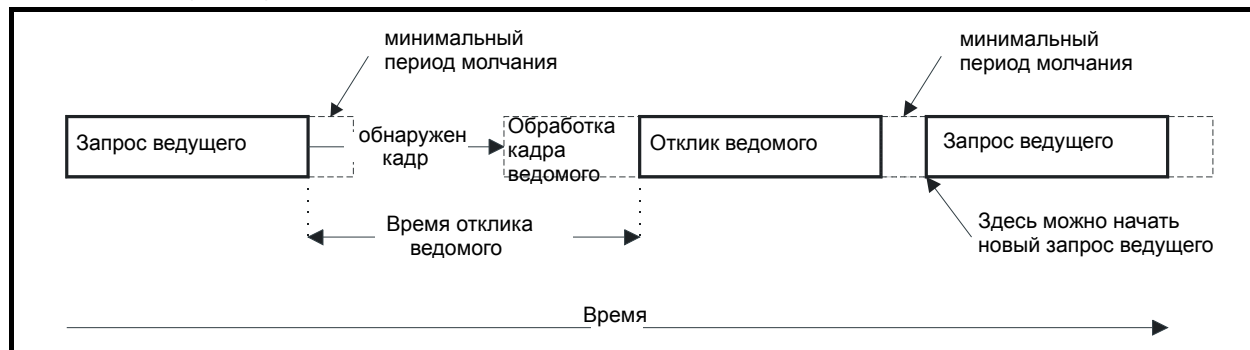 минимальный
период молчания
минимальный
период молчания
Запрос ведущего
обнаружен
кадр
Обработка
кадра
ведомого
Отклик ведомого
Запрос ведущего
Время отклика
ведомого
Здесь можно начать
новый запрос ведущего
Время